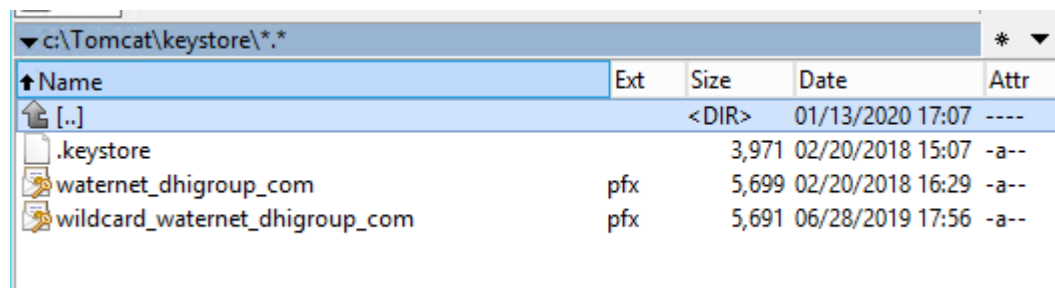 c:\Tomcat\keystore\*.* * 
Name Ext Size Date Attr
[..] <DIR> 01/13/2020 17:07 ----
.keystore 3,971 02/20/2018 15:07 -a--
waternet_dhigroup_com pfx 5,699 02/20/2018 16:29 -a--
wildcard_waternet_dhigroup_com pfx 5,691 06/28/2019 17:56 -a--